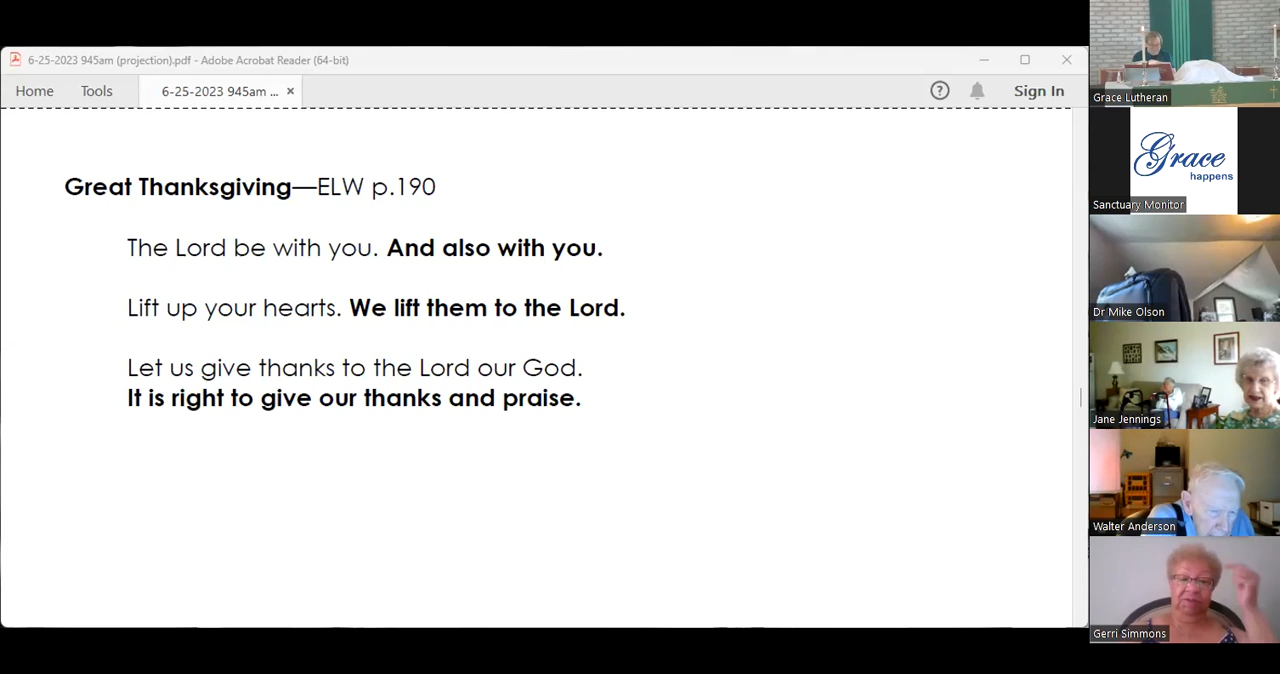 6-25-2023 945am (projection).pdf - Adobe Acrobat Reader (64-bit)
Home Tools 6-25-2023 945am ... × Sign In
Great Thanksgiving—ELW p.190
The Lord be with you. And also with you.
Lift up your hearts. We lift them to the Lord.
Let us give thanks to the Lord our God.
It is right to give our thanks and praise.
Grace Lutheran
Grace
happens
Sanctuary Monitor
Dr Mike Olson
Jane Jennings
Walter Anderson
Gerri Simmons